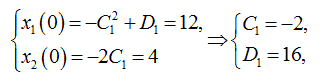 {x₁(0)=−C₁²+D₁=12, ⇒ {C₁=−2,
{x₂(0)=−2C₁=4 {D₁=16,